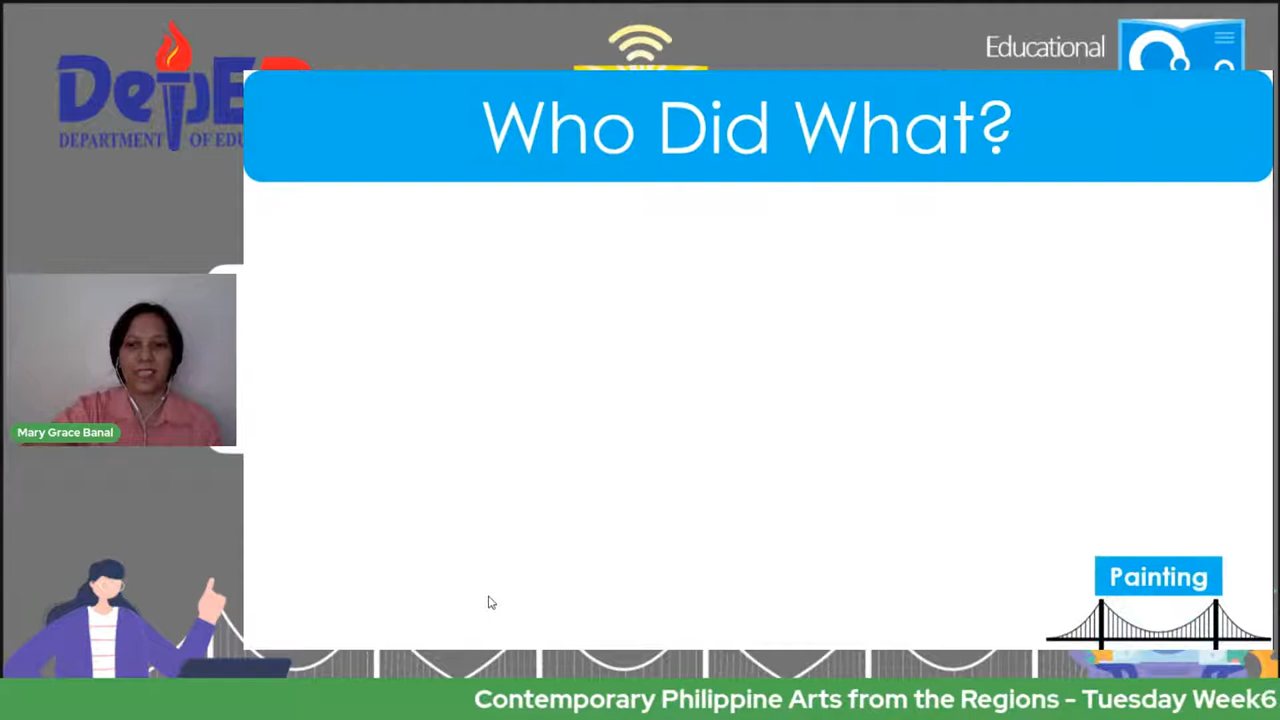 DepE
DEPARTMENT OF EDU
Educational
Who Did What?
Mary Grace Banal
Painting
Contemporary Philippine Arts from the Regions - Tuesday Week6